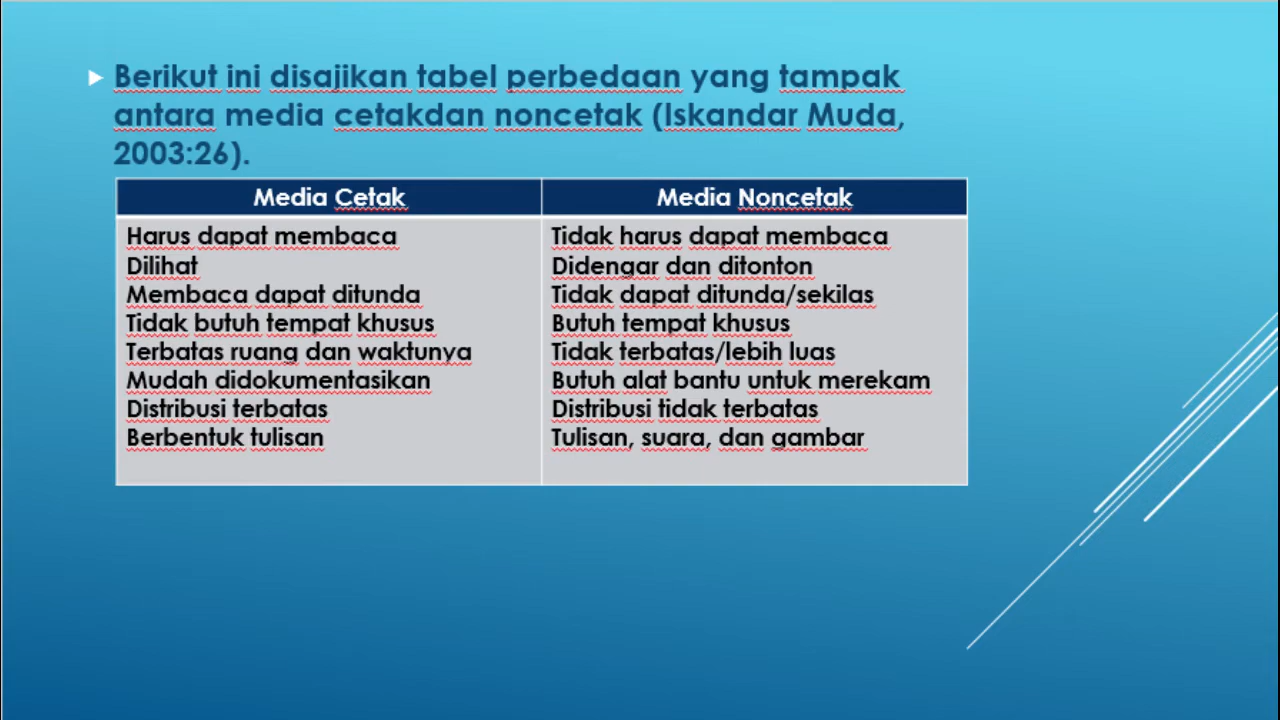 Berikut ini disajikan tabel perbedaan yang tampak
antara media cetakdan noncetak (Iskandar Muda,
2003:26).
Media Cetak
Media Noncetak
Harus dapat membaca
Dilihat
Membaca dapat ditunda
Tidak butuh tempat khusus
Terbatas ruang dan waktunya
Mudah didokumentasikan
Distribusi terbatas
Berbentuk tulisan
Tidak harus dapat membaca
Didengar dan ditonton
Tidak dapat ditunda/sekilas
Butuh tempat khusus
Tidak terbatas/lebih luas
Butuh alat bantu untuk merekam
Distribusi tidak terbatas
Tulisan, suara, dan gambar